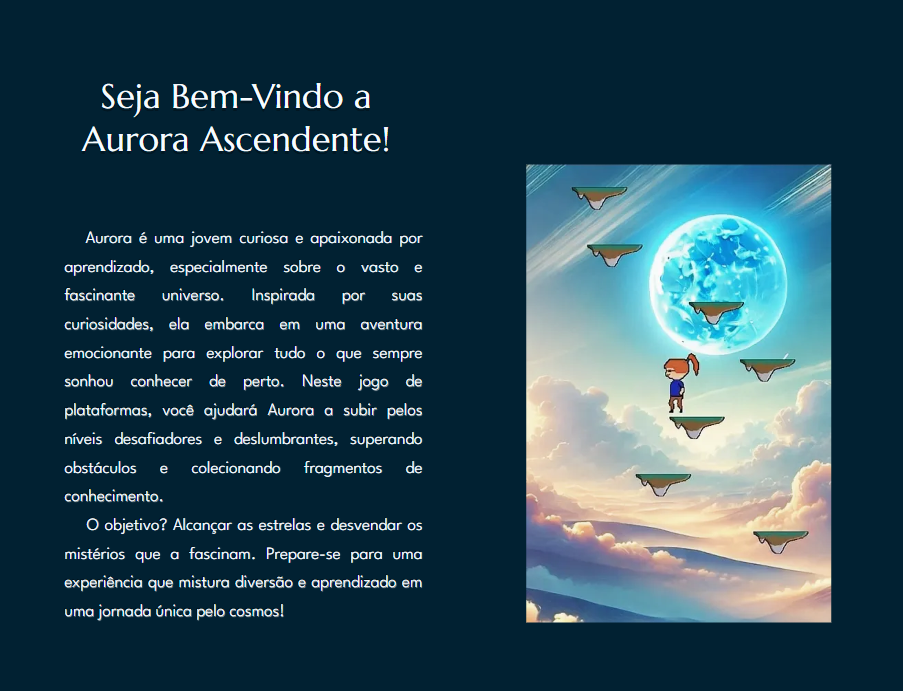 Seja Bem-Vindo a
Aurora Ascendente!
Aurora é uma jovem curiosa e apaixonada por
aprendizado, especialmente sobre o vasto e
fascinante universo. Inspirada por suas
curiosidades, ela embarca em uma aventura
emocionante para explorar tudo o que sempre
sonhou conhecer de perto. Neste jogo de
plataformas, você ajudará Aurora a subir pelos
níveis desafiadores e deslumbrantes, superando
obstáculos e colecionando fragmentos de
conhecimento.
O objetivo? Alcançar as estrelas e desvendar os
mistérios que a fascinam. Prepare-se para uma
experiência que mistura diversão e aprendizado em
uma jornada única pelo cosmos!